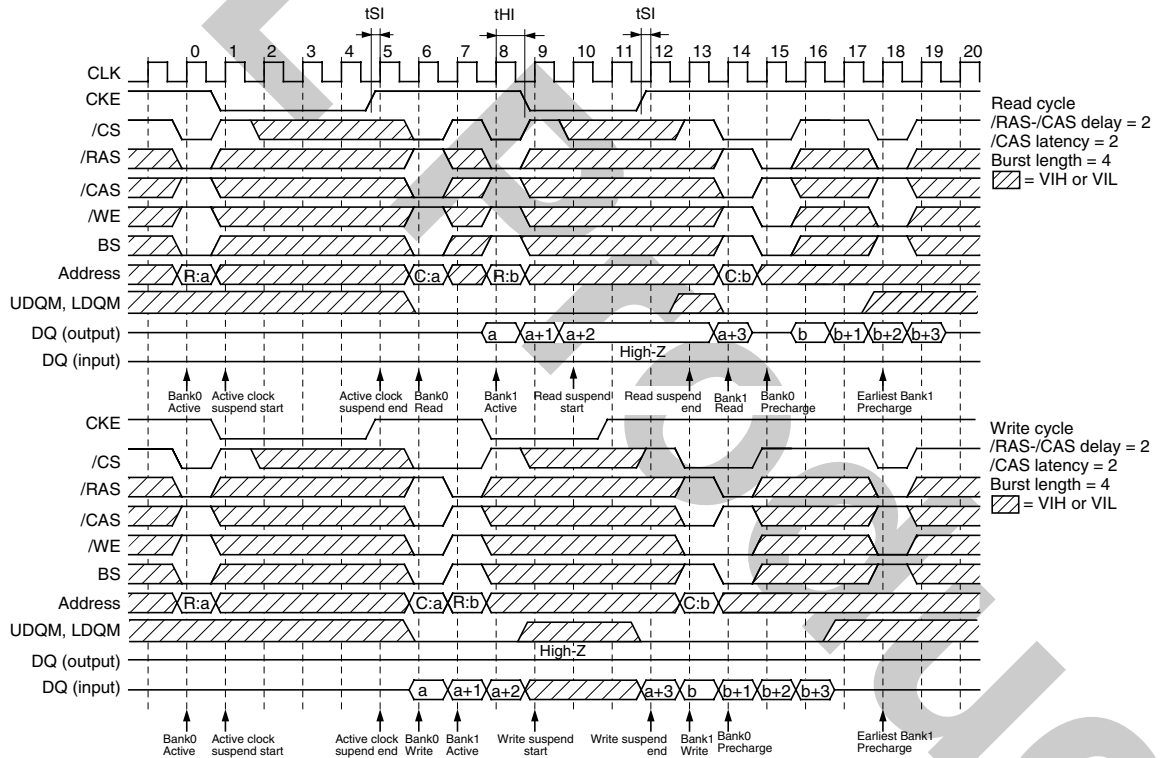 tSI tHI tSI
0 1 2 3 4 5 6 7 8 9 10 11 12 13 14 15 16 17 18 19 20
CLK
CKE
/CS
/RAS
/CAS
/WE
BS
Address R:a C:a R:b C:b
UDQM, LDQM
DQ (output) a a+1 a+2 a+3 b b+1 b+2 b+3
High-Z
DQ (input)
Bank0 Active
Active clock suspend start
Active clock suspend end
Bank0 Read
Bank1 Active
Read suspend start
Read suspend end
Bank1 Read
Bank0 Precharge
Earliest Bank1 Precharge
Read cycle
/RAS-/CAS delay = 2
/CAS latency = 2
Burst length = 4
= VIH or VIL
CKE
/CS
/RAS
/CAS
/WE
BS
Address R:a C:a R:b C:b
UDQM, LDQM
High-Z
DQ (output)
DQ (input) a a+1 a+2 a+3 b b+1 b+2 b+3
Bank0 Active
Active clock suspend start
Active clock supend end
Bank0 Write
Bank1 Active
Write suspend start
Write suspend end
Bank1 Write
Bank0 Precharge
Earliest Bank1 Precharge
Write cycle
/RAS-/CAS delay = 2
/CAS latency = 2
Burst length = 4
= VIH or VIL